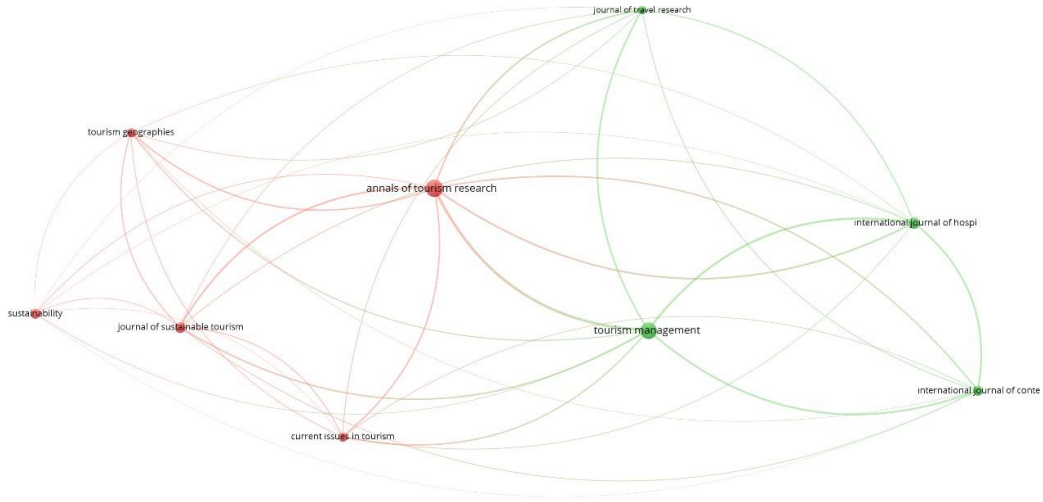 journal of travel research
tourism geographies
annals of tourism research
international journal of hospi
sustainability
journal of sustainable tourism
tourism management
international journal of conte
current issues in tourism